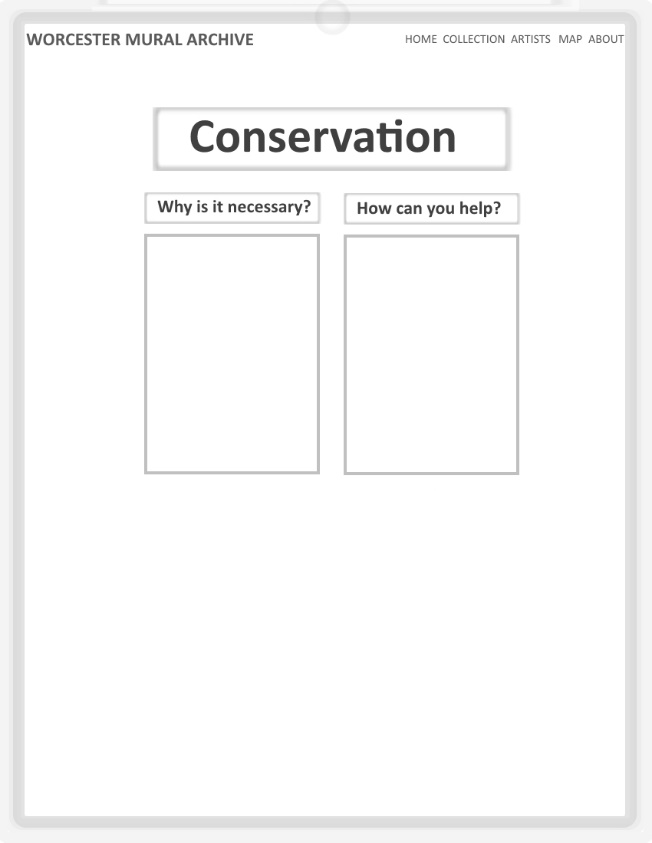 WORCESTER MURAL ARCHIVE HOME COLLECTION ARTISTS MAP ABOUT
Conservation
Why is it necessary? How can you help?